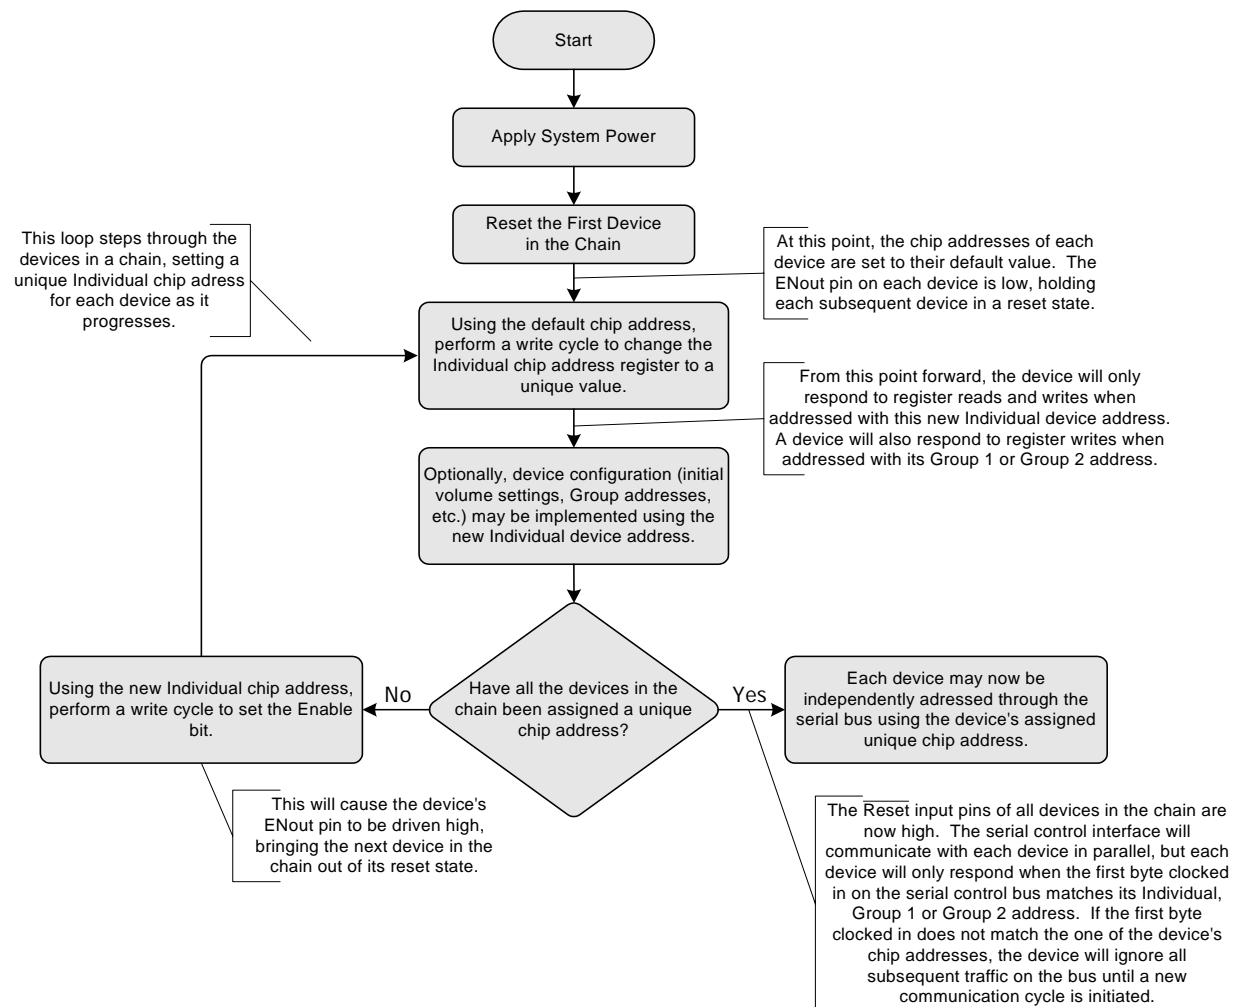 Start
Apply System Power
Reset the First Device
in the Chain
This loop steps through the
devices in a chain, setting a
unique Individual chip adress
for each device as it
progresses.
At this point, the chip addresses of each
device are set to their default value.  The
ENout pin on each device is low, holding
each subsequent device in a reset state.
Using the default chip address,
perform a write cycle to change the
Individual chip address register to a
unique value.
From this point forward, the device will only
respond to register reads and writes when
addressed with this new Individual device address.
A device will also respond to register writes when
addressed with its Group 1 or Group 2 address.
Optionally, device configuration (initial
volume settings, Group addresses,
etc.) may be implemented using the
new Individual device address.
Have all the devices in the
chain been assigned a unique
chip address?
No
Yes
Using the new Individual chip address,
perform a write cycle to set the Enable
bit.
Each device may now be
independently adressed through the
serial bus using the device's assigned
unique chip address.
This will cause the device's
ENout pin to be driven high,
bringing the next device in the
chain out of its reset state.
The Reset input pins of all devices in the chain are
now high.  The serial control interface will
communicate with each device in parallel, but each
device will only respond when the first byte clocked
in on the serial control bus matches its Individual,
Group 1 or Group 2 address.  If the first byte
clocked in does not match the one of the device's
chip addresses, the device will ignore all
subsequent traffic on the bus until a new
communication cycle is initiated.